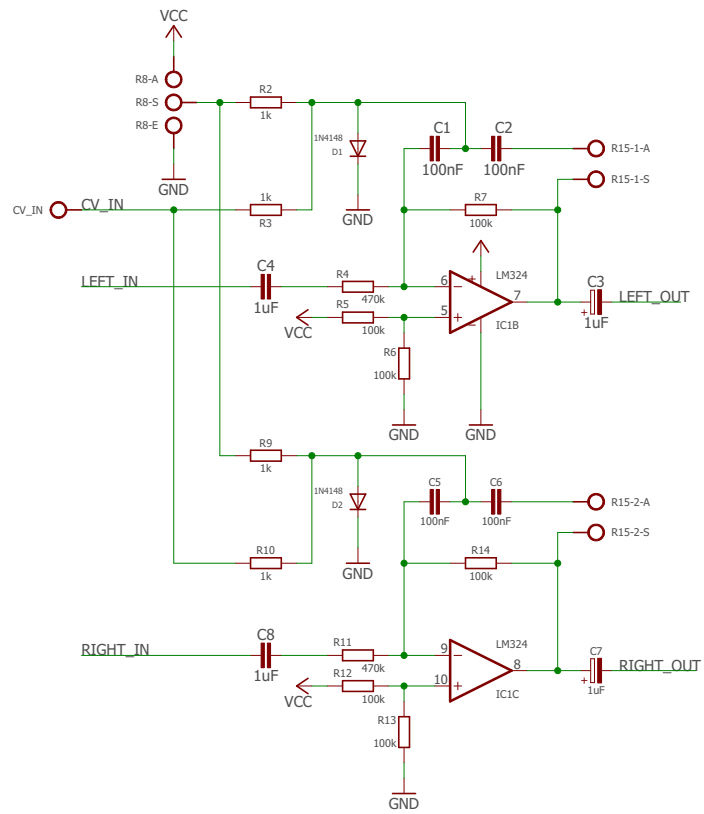 VCC
R8-A
R8-S
R8-E
GND
R2
1k
1N4148
D1
GND
C1
100nF
C2
100nF
R15-1-A
R15-1-S
CV_IN
CV_IN
1k
R3
R7
100k
LEFT_IN
C4
1uF
R4
470k
R5
100k
VCC
R6
100k
GND
6
5
7
LM324
IC1B
GND
C3
+
1uF
LEFT_OUT
R9
1k
1N4148
D2
GND
C5
100nF
C6
100nF
R15-2-A
R15-2-S
R10
1k
R14
100k
RIGHT_IN
C8
1uF
R11
470k
R12
100k
VCC
R13
100k
GND
9
10
8
LM324
IC1C
C7
+
1uF
RIGHT_OUT